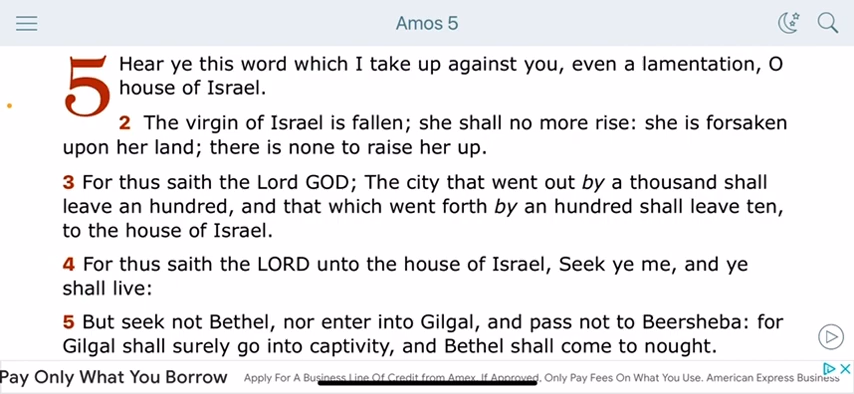 Amos 5
5 Hear ye this word which I take up against you, even a lamentation, O
house of Israel.
2 The virgin of Israel is fallen; she shall no more rise: she is forsaken
upon her land; there is none to raise her up.
3 For thus saith the Lord GOD; The city that went out by a thousand shall
leave an hundred, and that which went forth by an hundred shall leave ten,
to the house of Israel.
4 For thus saith the LORD unto the house of Israel, Seek ye me, and ye
shall live:
5 But seek not Bethel, nor enter into Gilgal, and pass not to Beersheba: for
Gilgal shall surely go into captivity, and Bethel shall come to nought.
Pay Only What You Borrow Apply For A Business Line Of Credit from Amex. If Approved, Only Pay Fees On What You Use. American Express Business